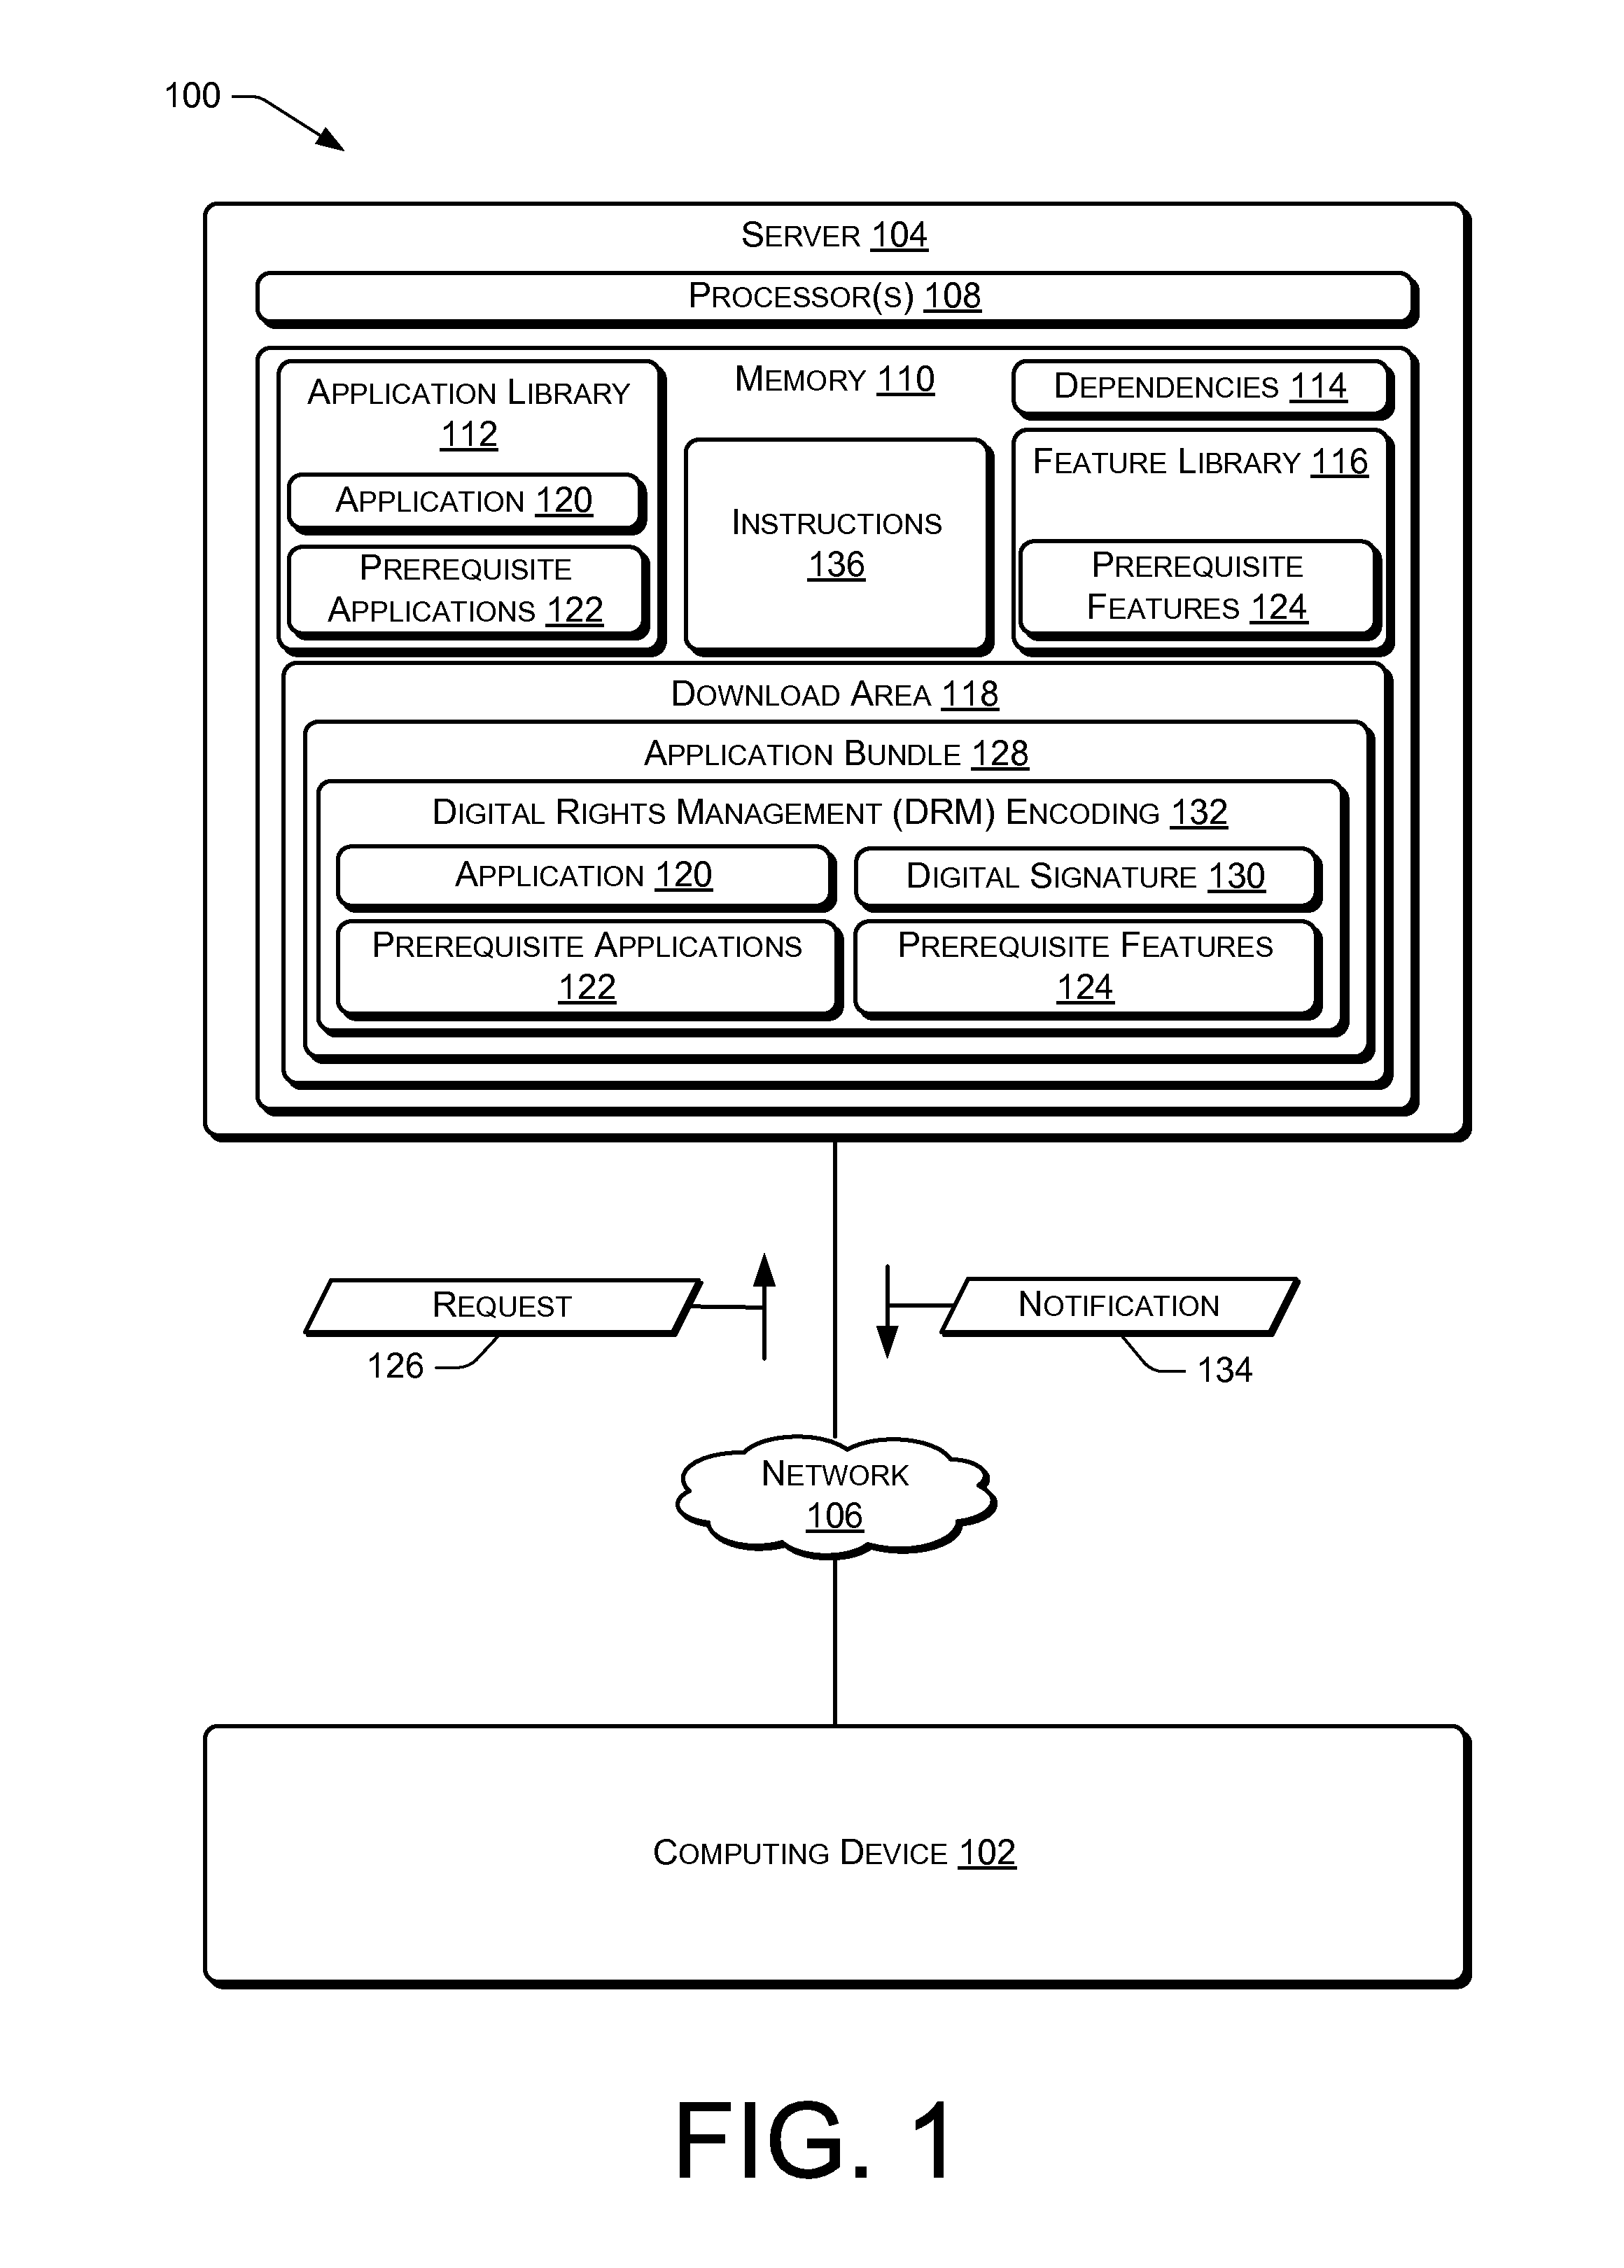 100
SERVER 104
PROCESSOR(S) 108
APPLICATION LIBRARY
112
APPLICATION 120
PREREQUISITE
APPLICATIONS 122
MEMORY 110
INSTRUCTIONS
136
DEPENDENCIES 114
FEATURE LIBRARY 116
PREREQUISITE
FEATURES 124
DOWNLOAD AREA 118
APPLICATION BUNDLE 128
DIGITAL RIGHTS MANAGEMENT (DRM) ENCODING 132
APPLICATION 120
DIGITAL SIGNATURE 130
PREREQUISITE APPLICATIONS
122
PREREQUISITE FEATURES
124
REQUEST
126
NOTIFICATION
134
NETWORK
106
COMPUTING DEVICE 102
FIG. 1